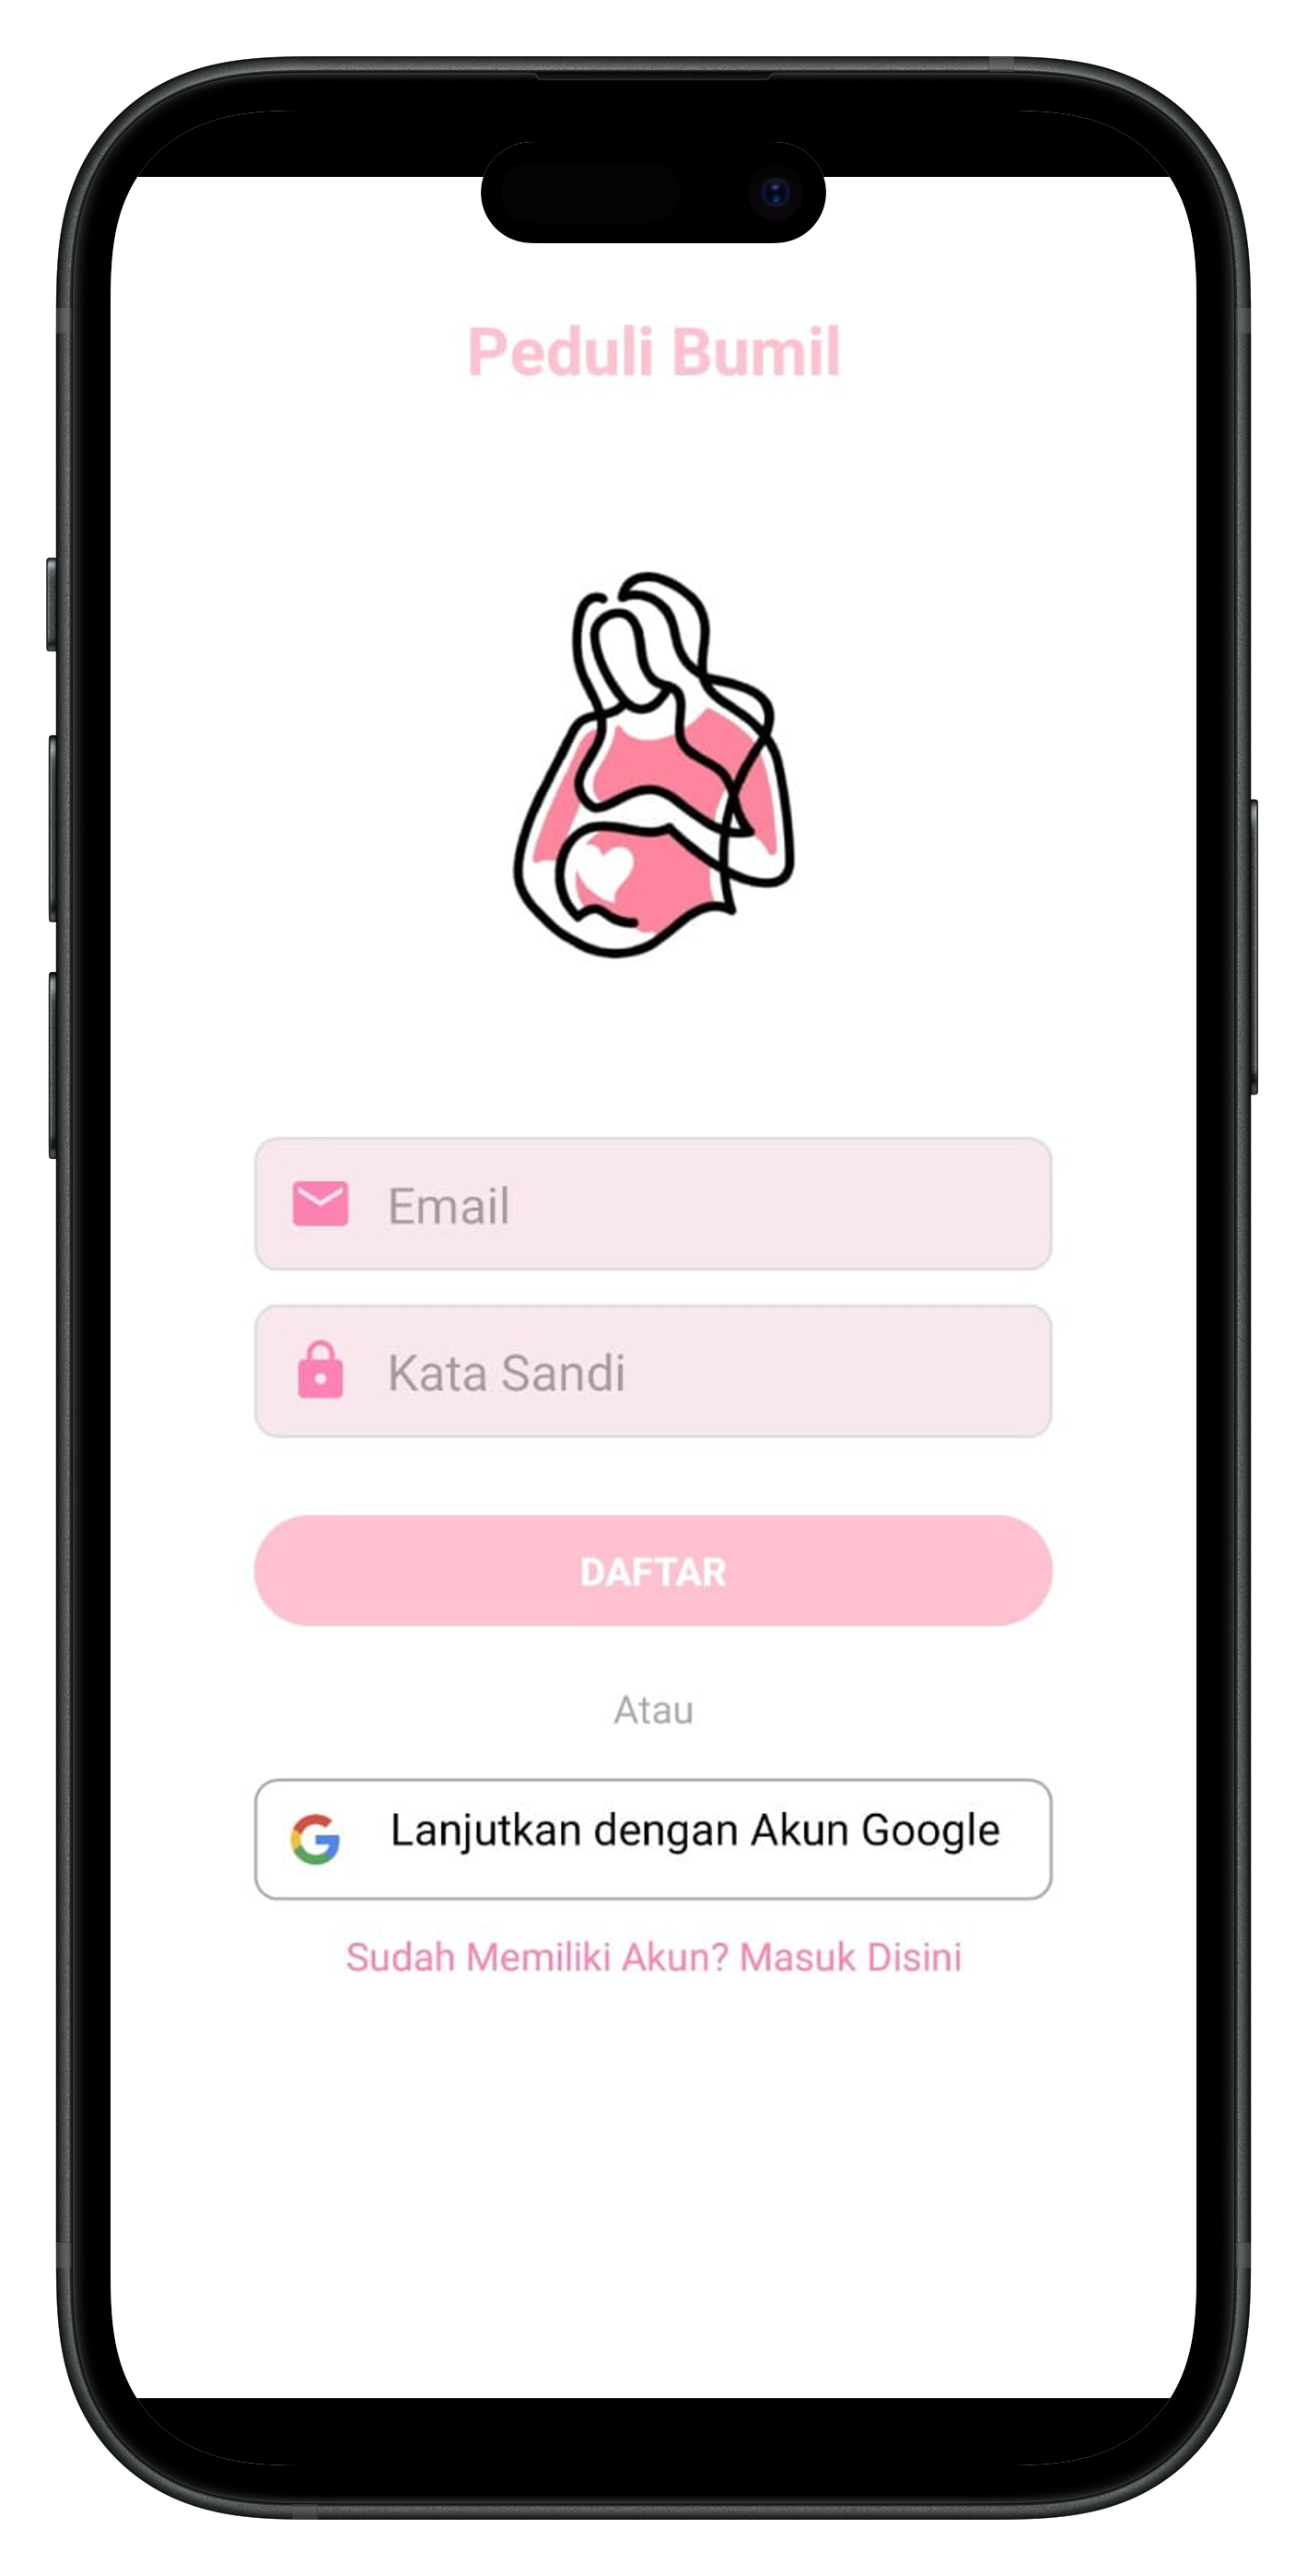 Peduli Bumil
Email
Kata Sandi
DAFTAR
Atau
Lanjutkan dengan Akun Google
Sudah Memiliki Akun? Masuk Disini